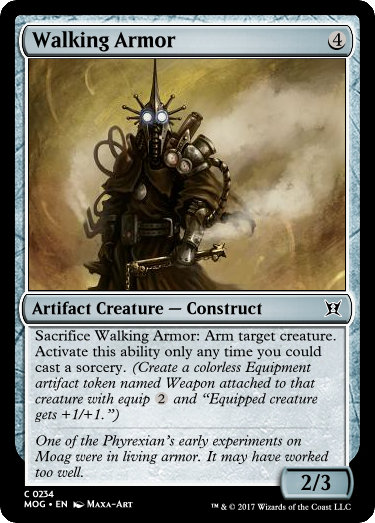 Walking Armor 4
Artifact Creature — Construct
Sacrifice Walking Armor: Arm target creature.
Activate this ability only any time you could
cast a sorcery. (Create a colorless Equipment
artifact token named Weapon attached to that
creature with equip 2 and “Equipped creature
gets +1/+1.”)
One of the Phyrexian's early experiments on
Moag were in living armor. It may have worked
too well.
2/3
C 0234
MOG • EN Maxa-Art
™ & © 2017 Wizards of the Coast LLC